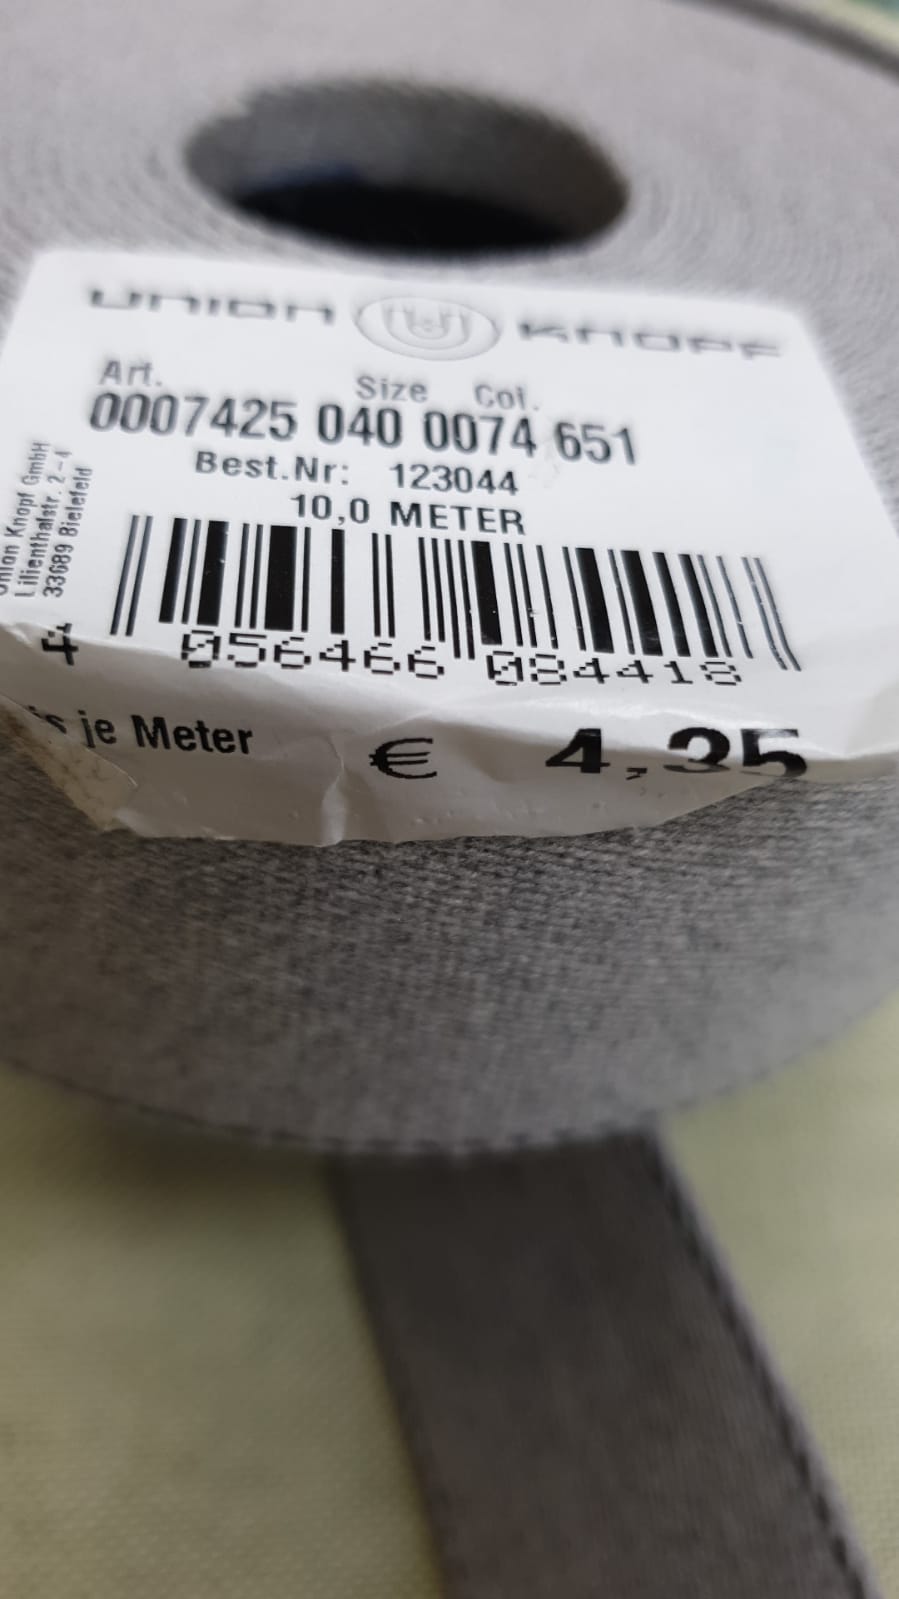 UNION KNOPF
Art. Size Col.
0007425 040 0074 651
Best.Nr: 123044
10,0 METER
Union Knopf GmbH
Lilienthalstr. 2-4
33689 Bielefeld
4 056466 084418
je Meter € 4,35